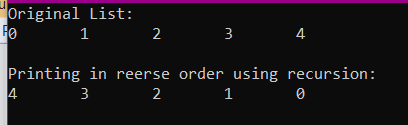 Original List:
0 1 2 3 4
Printing in reerse order using recursion:
4 3 2 1 0